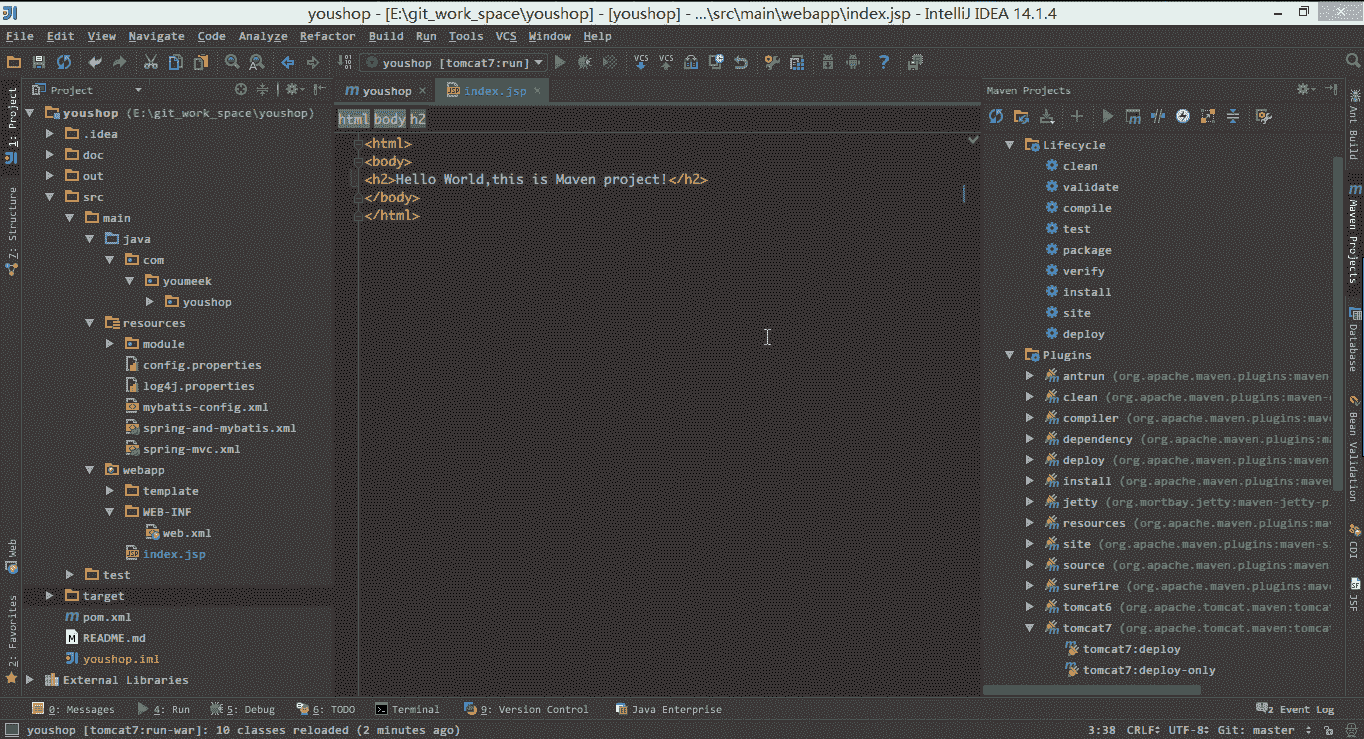 youshop - [E:\git_work_space\youshop] - [youshop] - ...\src\main\webapp\index.jsp - IntelliJ IDEA 14.1.4
File Edit View Navigate Code Analyze Refactor Build Run Tools VCS Window Help
youshop [tomcat7:run]
VCS VCS
1: Project
Z: Structure
Web
2: Favorites
Project
youshop (E:\git_work_space\youshop)
.idea
doc
out
src
main
java
com
youmeek
youshop
resources
module
config.properties
log4j.properties
mybatis-config.xml
spring-and-mybatis.xml
spring-mvc.xml
webapp
template
WEB-INF
web.xml
index.jsp
test
target
pom.xml
README.md
youshop.iml
External Libraries
youshop index.jsp
html body h2
<html>
<body>
<h2>Hello World,this is Maven project!</h2>
</body>
</html>
Maven Projects
Lifecycle
clean
validate
compile
test
package
verify
install
site
deploy
Plugins
antrun (org.apache.maven.plugins:maven
clean (org.apache.maven.plugins:maven-
compiler (org.apache.maven.plugins:
dependency (org.apache.maven.plugins:
deploy (org.apache.maven.plugins:maven
install (org.apache.maven.plugins:
jetty (org.mortbay.jetty:maven-jetty-p
resources (org.apache.maven.plugins:
site (org.apache.maven.plugins:
source (org.apache.maven.plugins:maven
surefire (org.apache.maven.plugins:
tomcat6 (org.apache.tomcat.maven:
tomcat7 (org.apache.tomcat.maven:
tomcat7:deploy
tomcat7:deploy-only
Ant Build
Maven Projects
Database
Bean Validation
CDI
JSF
0: Messages 4: Run 5: Debug 6: TODO Terminal 9: Version Control Java Enterprise 2 Event Log
youshop [tomcat7:run-war]: 10 classes reloaded (2 minutes ago) 3:38 CRLF UTF-8 Git: master